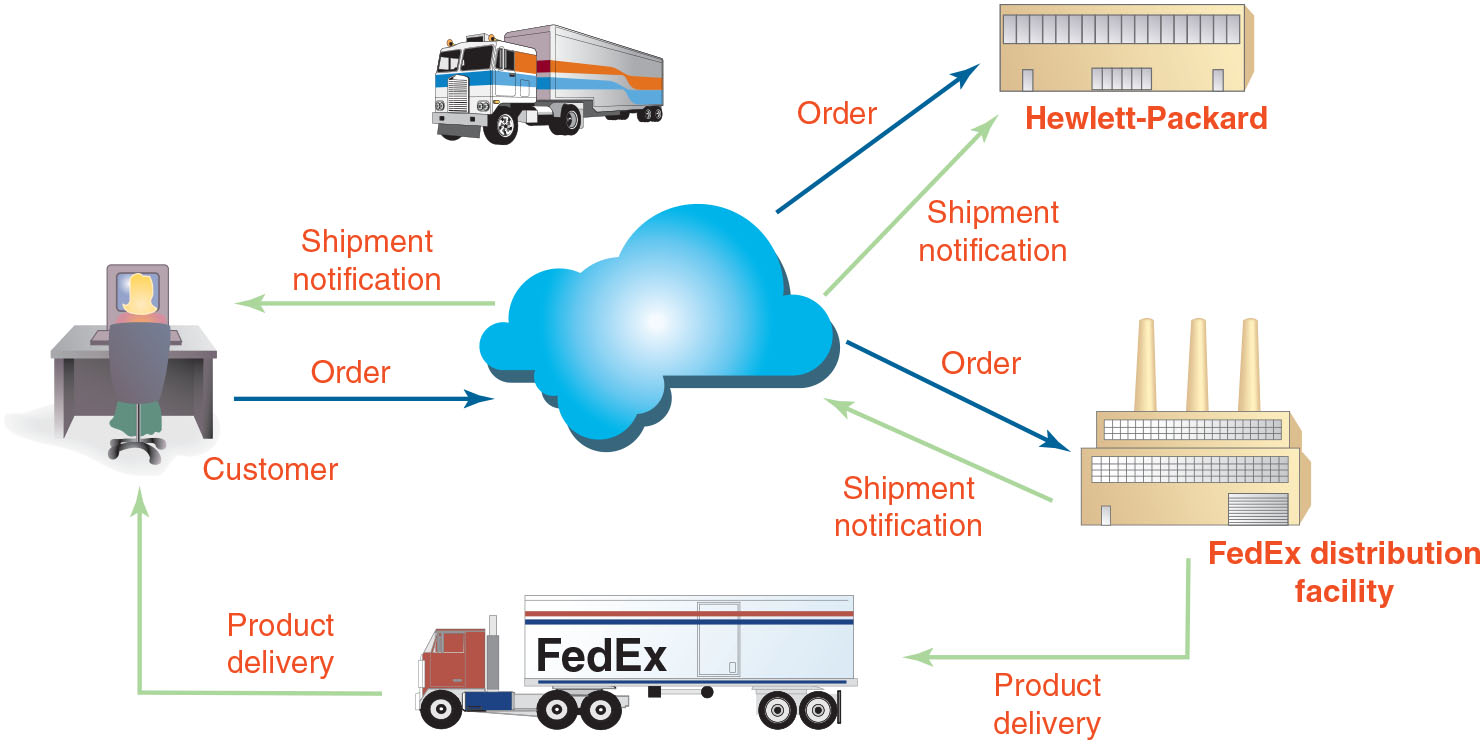 Order
Hewlett-Packard
Shipment
notification
Shipment
notification
Order
Order
Customer
Shipment
notification
FedEx distribution
facility
Product
delivery
FedEx
Product
delivery